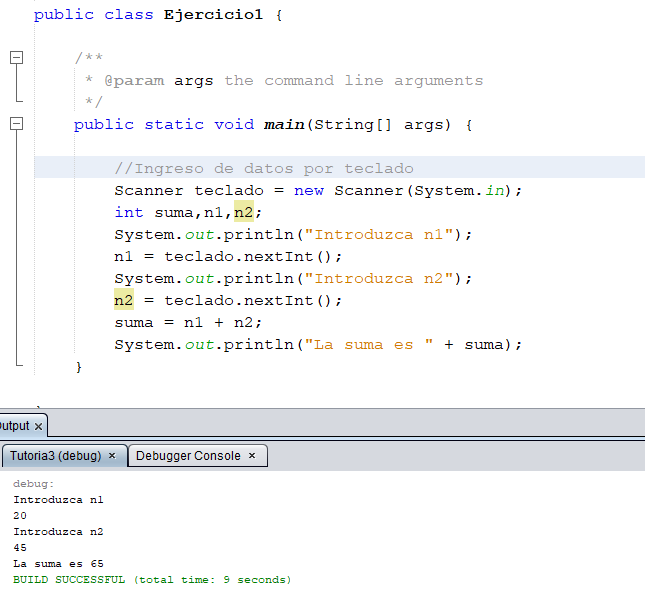 public class Ejercicio1 {
/**
* @param args the command line arguments
*/
public static void main(String[] args) {
//Ingreso de datos por teclado
Scanner teclado = new Scanner(System.in);
int suma,n1,n2;
System.out.println("Introduzca n1");
n1 = teclado.nextInt();
System.out.println("Introduzca n2");
n2 = teclado.nextInt();
suma = n1 + n2;
System.out.println("La suma es " + suma);
}
utput ×
Tutoria3 (debug) × Debugger Console ×
debug:
Introduzca n1
20
Introduzca n2
45
La suma es 65
BUILD SUCCESSFUL (total time: 9 seconds)